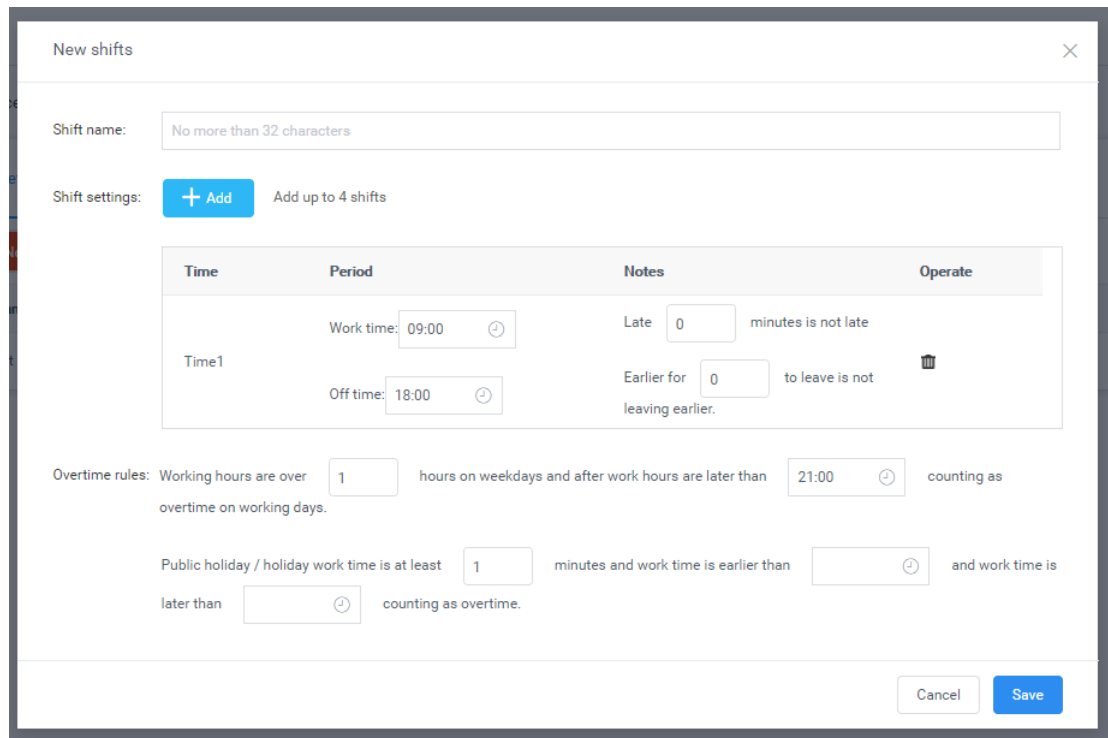 New shifts
Shift name:
No more than 32 characters
Shift settings:
Add
Add up to 4 shifts
Time Period Notes Operate
Work time: 09:00
Late 0 minutes is not late
Time1
Earlier for 0 to leave is not
Off time: 18:00
leaving earlier.
Overtime rules: Working hours are over 1 hours on weekdays and after work hours are later than 21:00 counting as
overtime on working days.
Public holiday / holiday work time is at least 1 minutes and work time is earlier than and work time is
later than counting as overtime.
Cancel Save